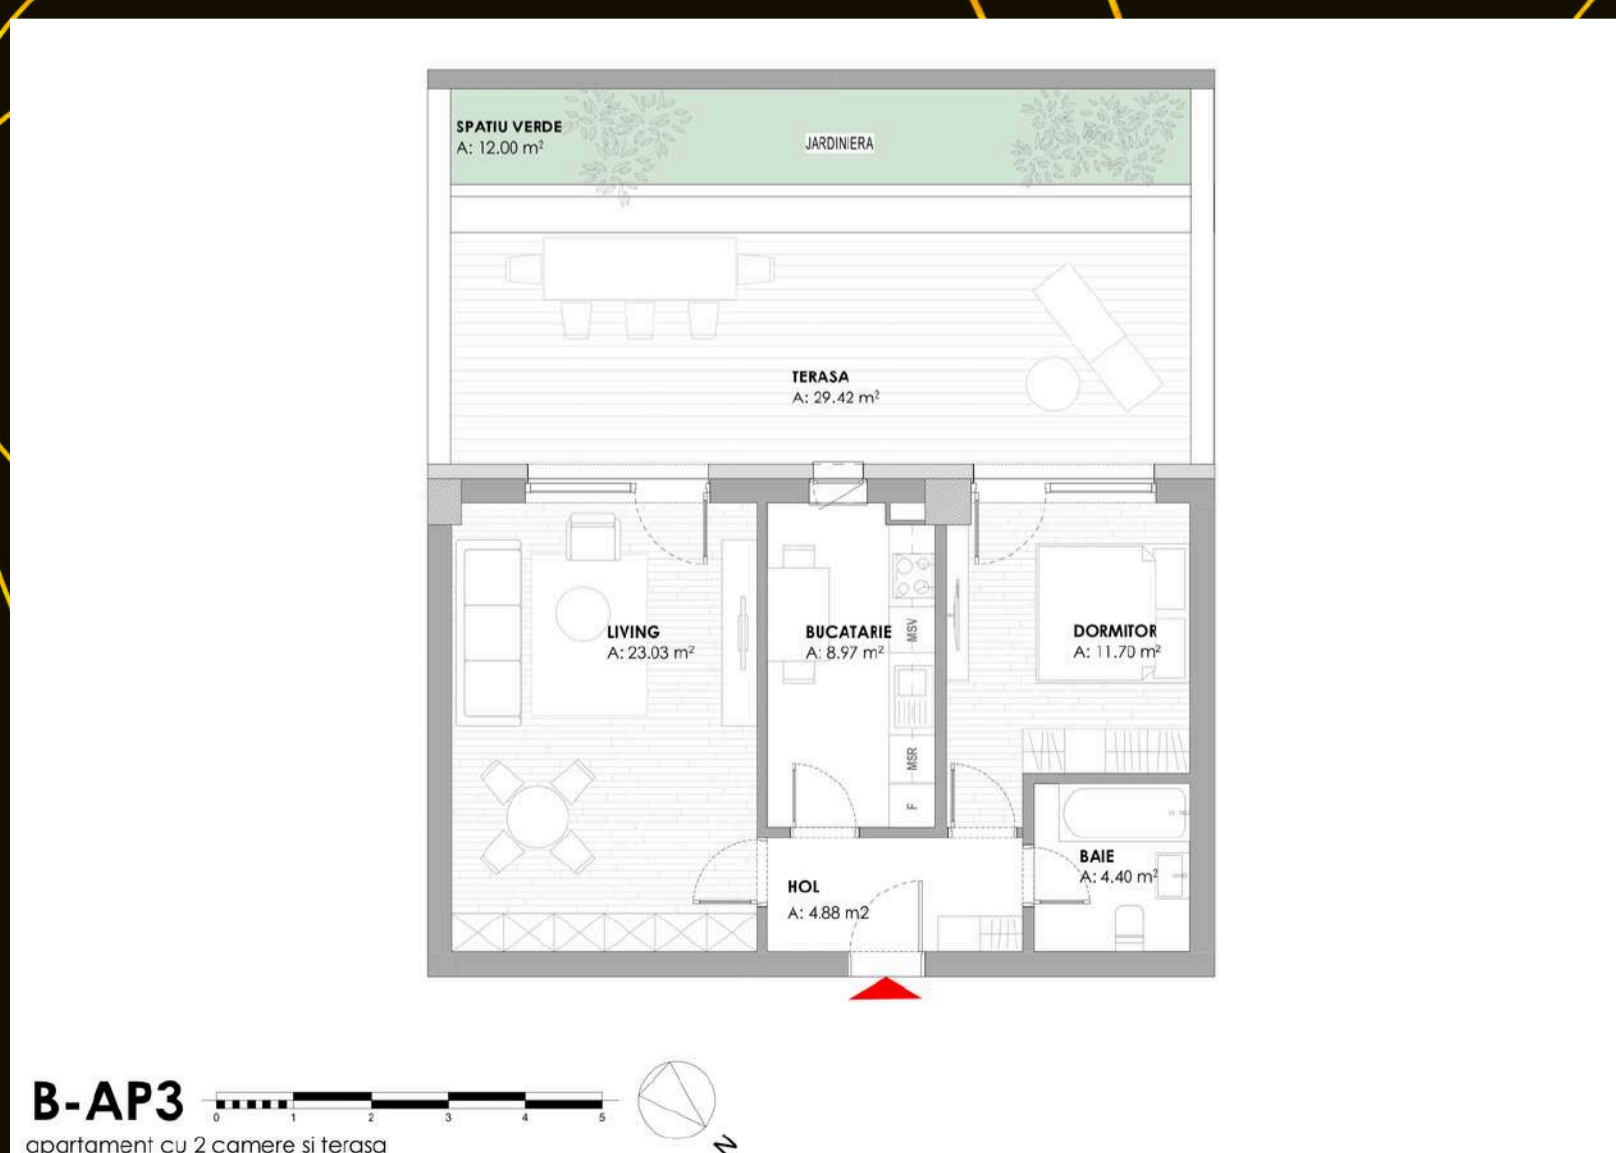 SPATIU VERDE
A: 12.00 m²
JARDINIERA
TERASA
A: 29.42 m²
LIVING
A: 23.03 m²
BUCATARIE
A: 8.97 m²
MSV
DORMITOR
A: 11.70 m²
MSR
F
BAIE
A: 4.40 m²
HOL
A: 4.88 m2
B-AP3
0 1 2 3 4 5
N
apartament cu 2 camere si terasa